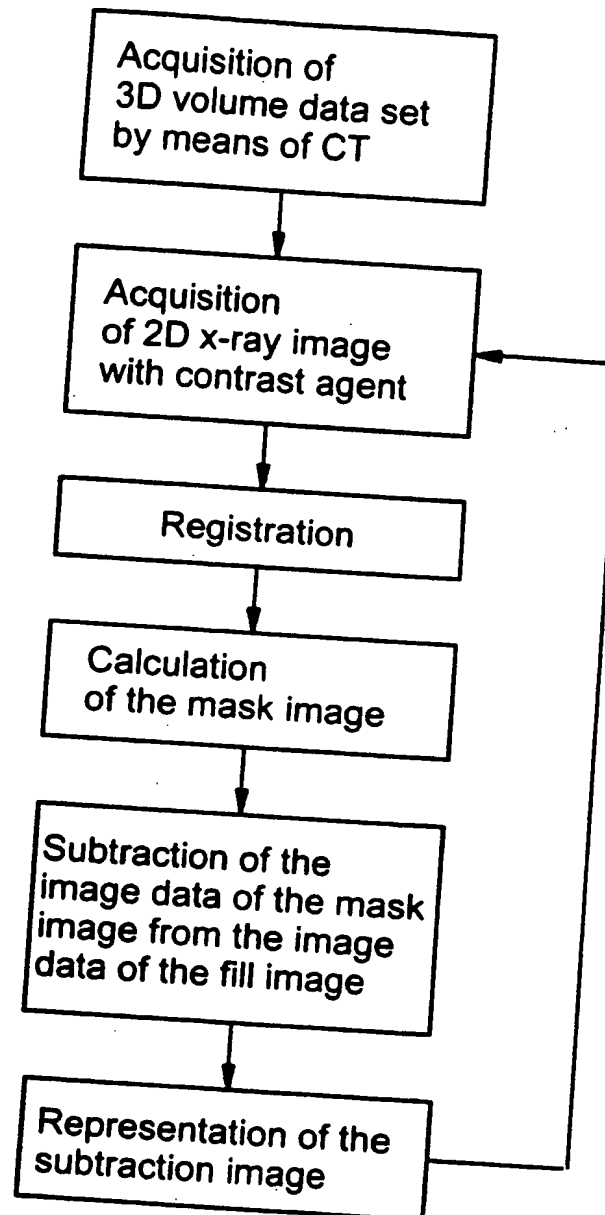 Acquisition of
3D volume data set
by means of CT
Acquisition
of 2D x-ray image
with contrast agent
Registration
Calculation
of the mask image
Subtraction of the
image data of the mask
image from the image
data of the fill image
Representation of the
subtraction image